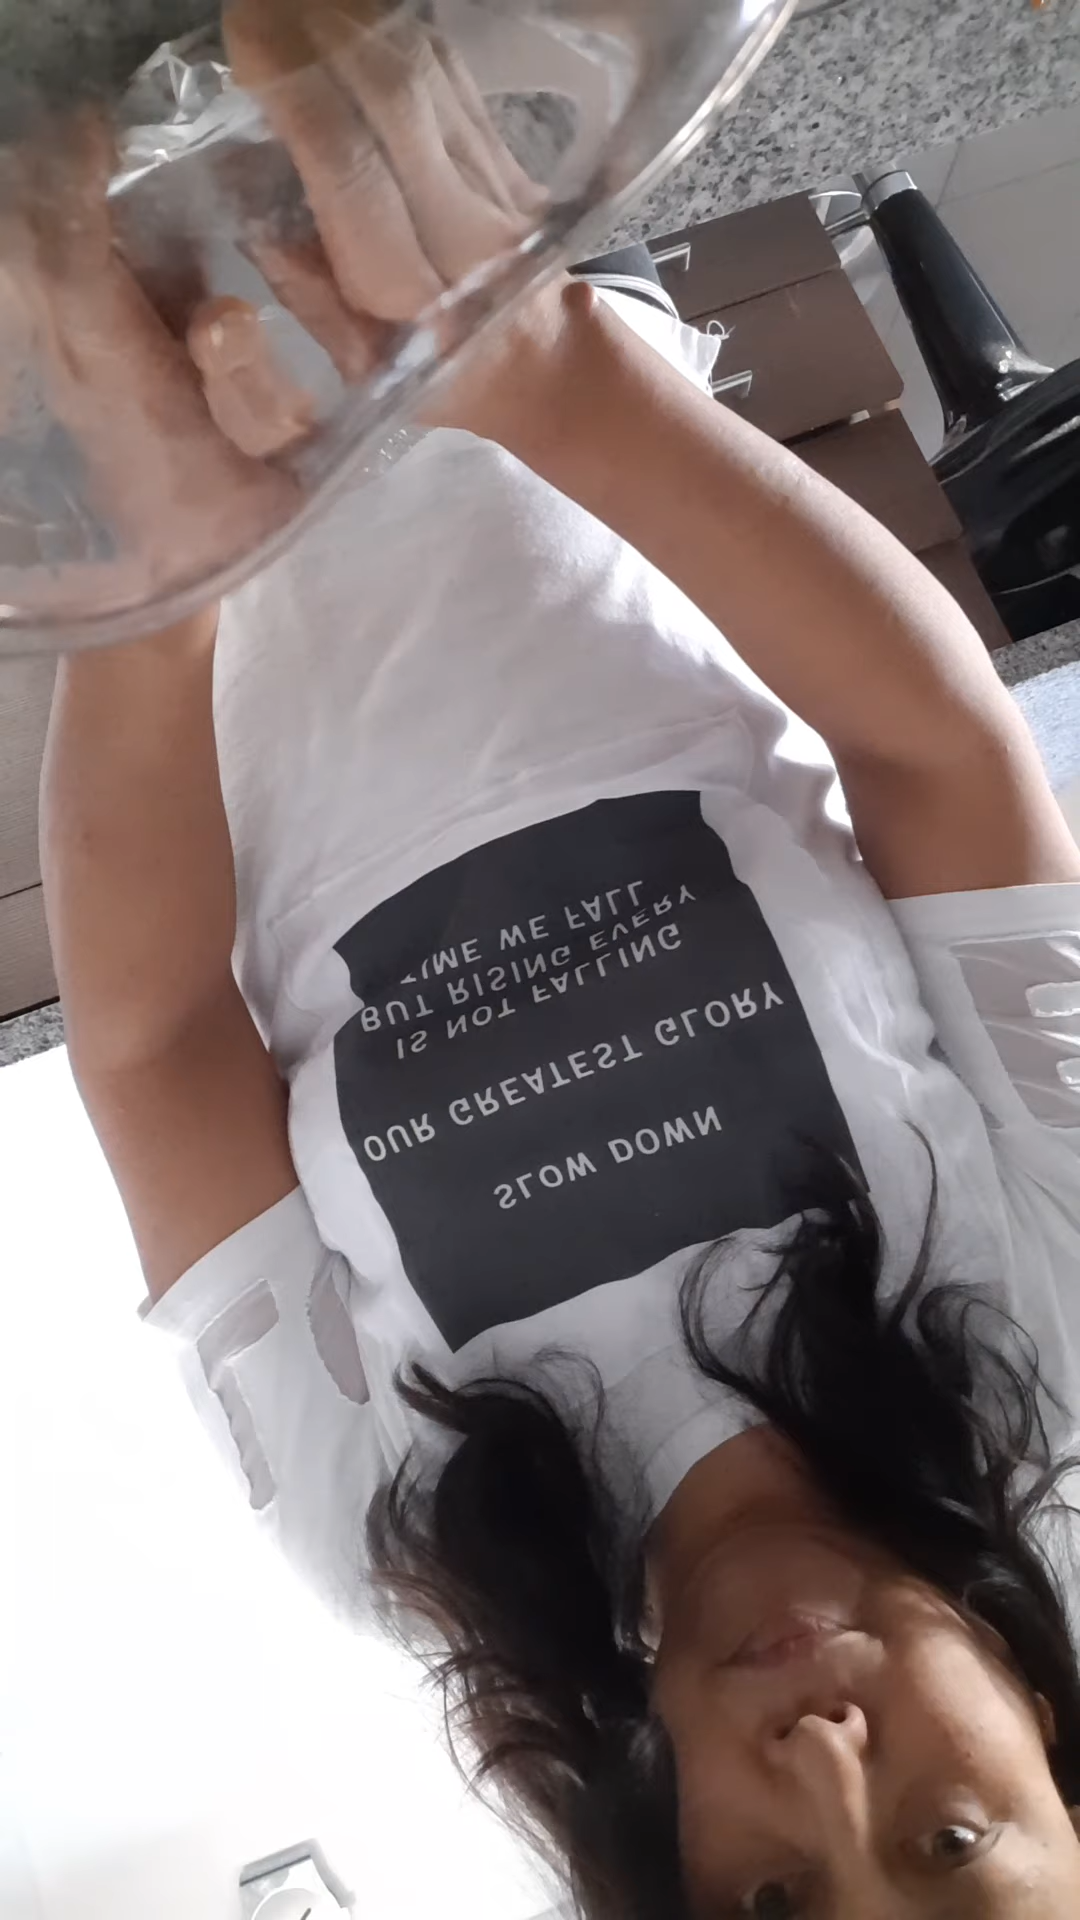 SLOW DOWN
OUR GREATEST GLORY
IS NOT FALLING
BUT RISING EVERY
TIME WE FALL